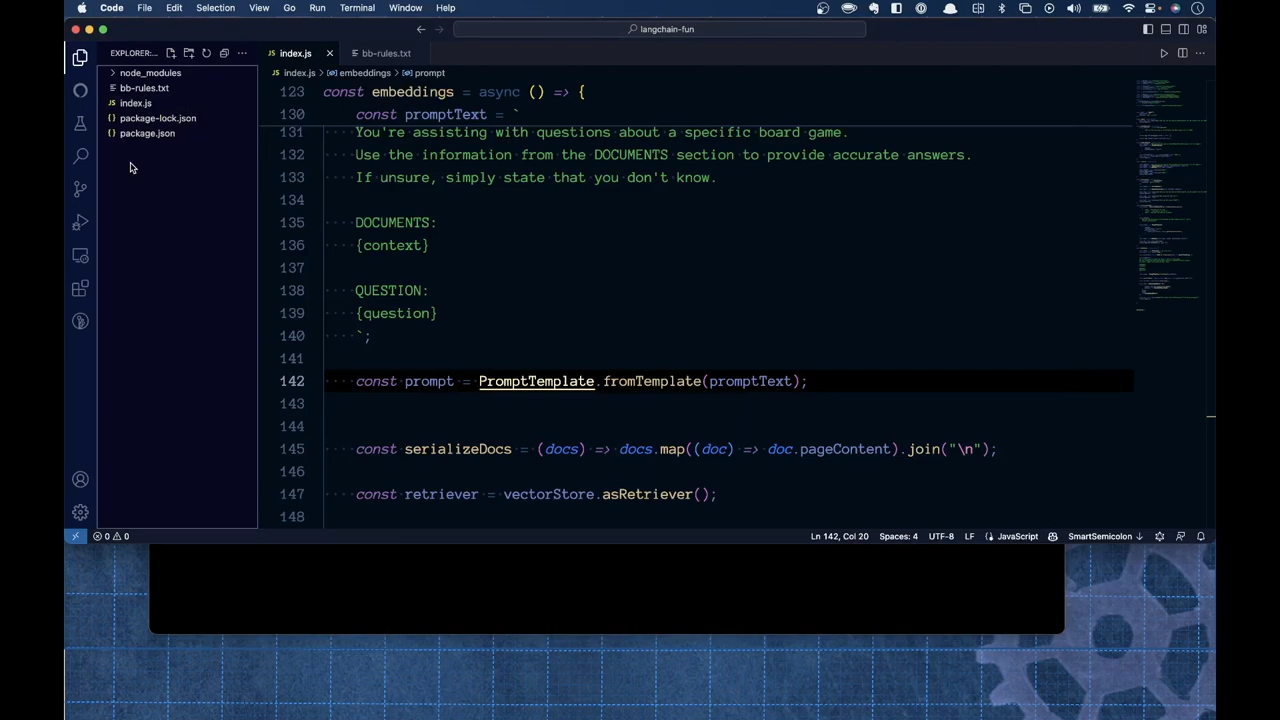 Code File Edit Selection View Go Run Terminal Window Help
langchain-fun
EXPLORER:...
index.js
bb-rules.txt
index.js > embeddings > prompt
node_modules
bb-rules.txt
index.js
package-lock.json
package.json
123 const embeddings = async () => {
130 const promptText = `
131 You're assisting with questions about a specific board game.
132 Use the information from the DOCUMENTS section to provide accurate answers.
133 If unsure, simply state that you don't know.
134
135 DOCUMENTS:
136 {context}
137
138 QUESTION:
139 {question}
140 `;
141
142 const prompt = PromptTemplate.fromTemplate(promptText);
143
144
145 const serializeDocs = (docs) => docs.map((doc) => doc.pageContent).join("\n");
146
147 const retriever = vectorStore.asRetriever();
148
0 0 Ln 142, Col 20 Spaces: 4 UTF-8 LF JavaScript SmartSemicolon ↓